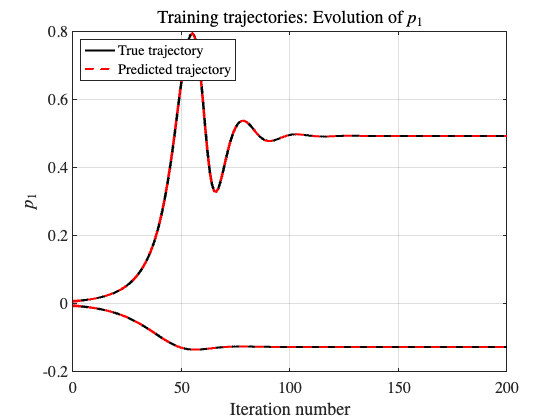 Training trajectories: Evolution of p₁
True trajectory
Predicted trajectory
0.8
0.6
0.4
0.2
0
-0.2
p₁
0 50 100 150 200
Iteration number